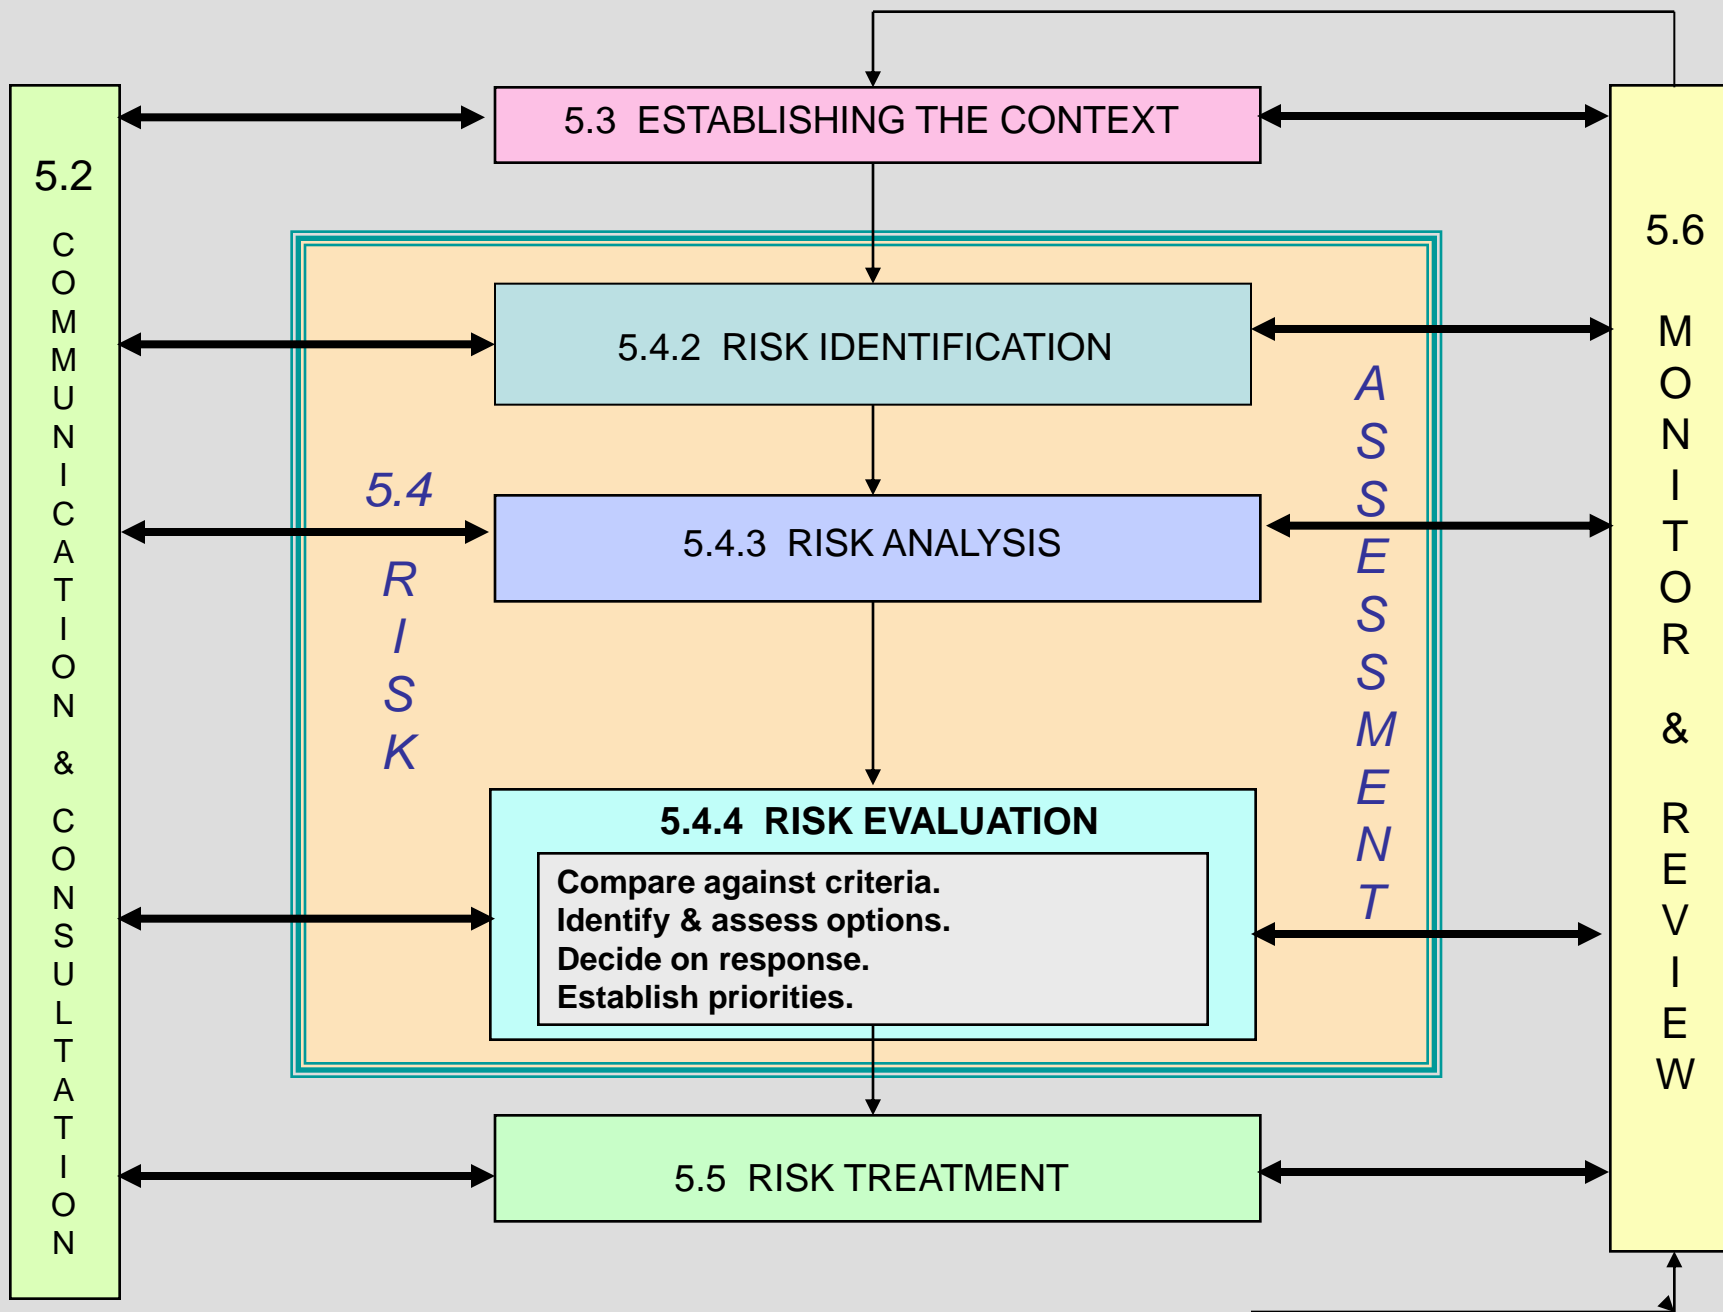 5.3 ESTABLISHING THE CONTEXT
5.2
COMMUNICATION & CONSULTATION
5.6
MONITOR & REVIEW
5.4.2 RISK IDENTIFICATION
5.4
RISK
ASSESSMENT
5.4.3 RISK ANALYSIS
5.4.4 RISK EVALUATION
Compare against criteria.
Identify & assess options.
Decide on response.
Establish priorities.
5.5 RISK TREATMENT